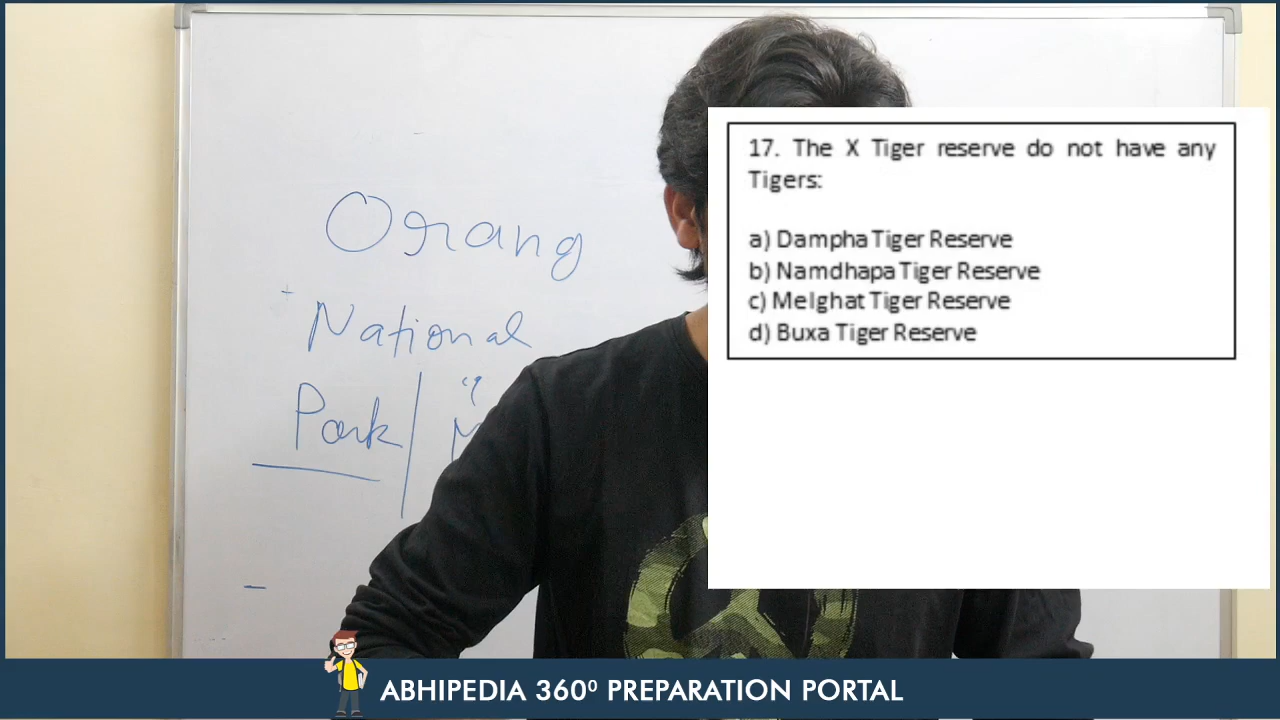 Orang
National
Park
17. The X Tiger reserve do not have any
Tigers:
a) Dampha Tiger Reserve
b) Namdhapa Tiger Reserve
c) Melghat Tiger Reserve
d) Buxa Tiger Reserve
ABHIPEDIA 360⁰ PREPARATION PORTAL